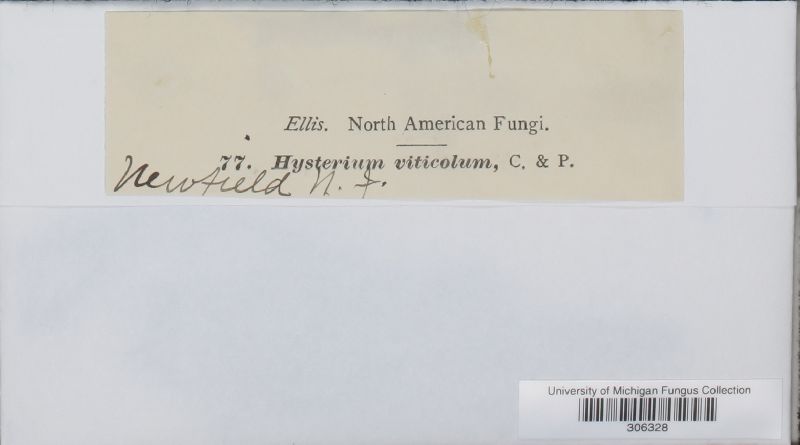 Ellis. North American Fungi.
77. Hysterium viticolum, C. & P.
Newfield N. J.
University of Michigan Fungus Collection
306328